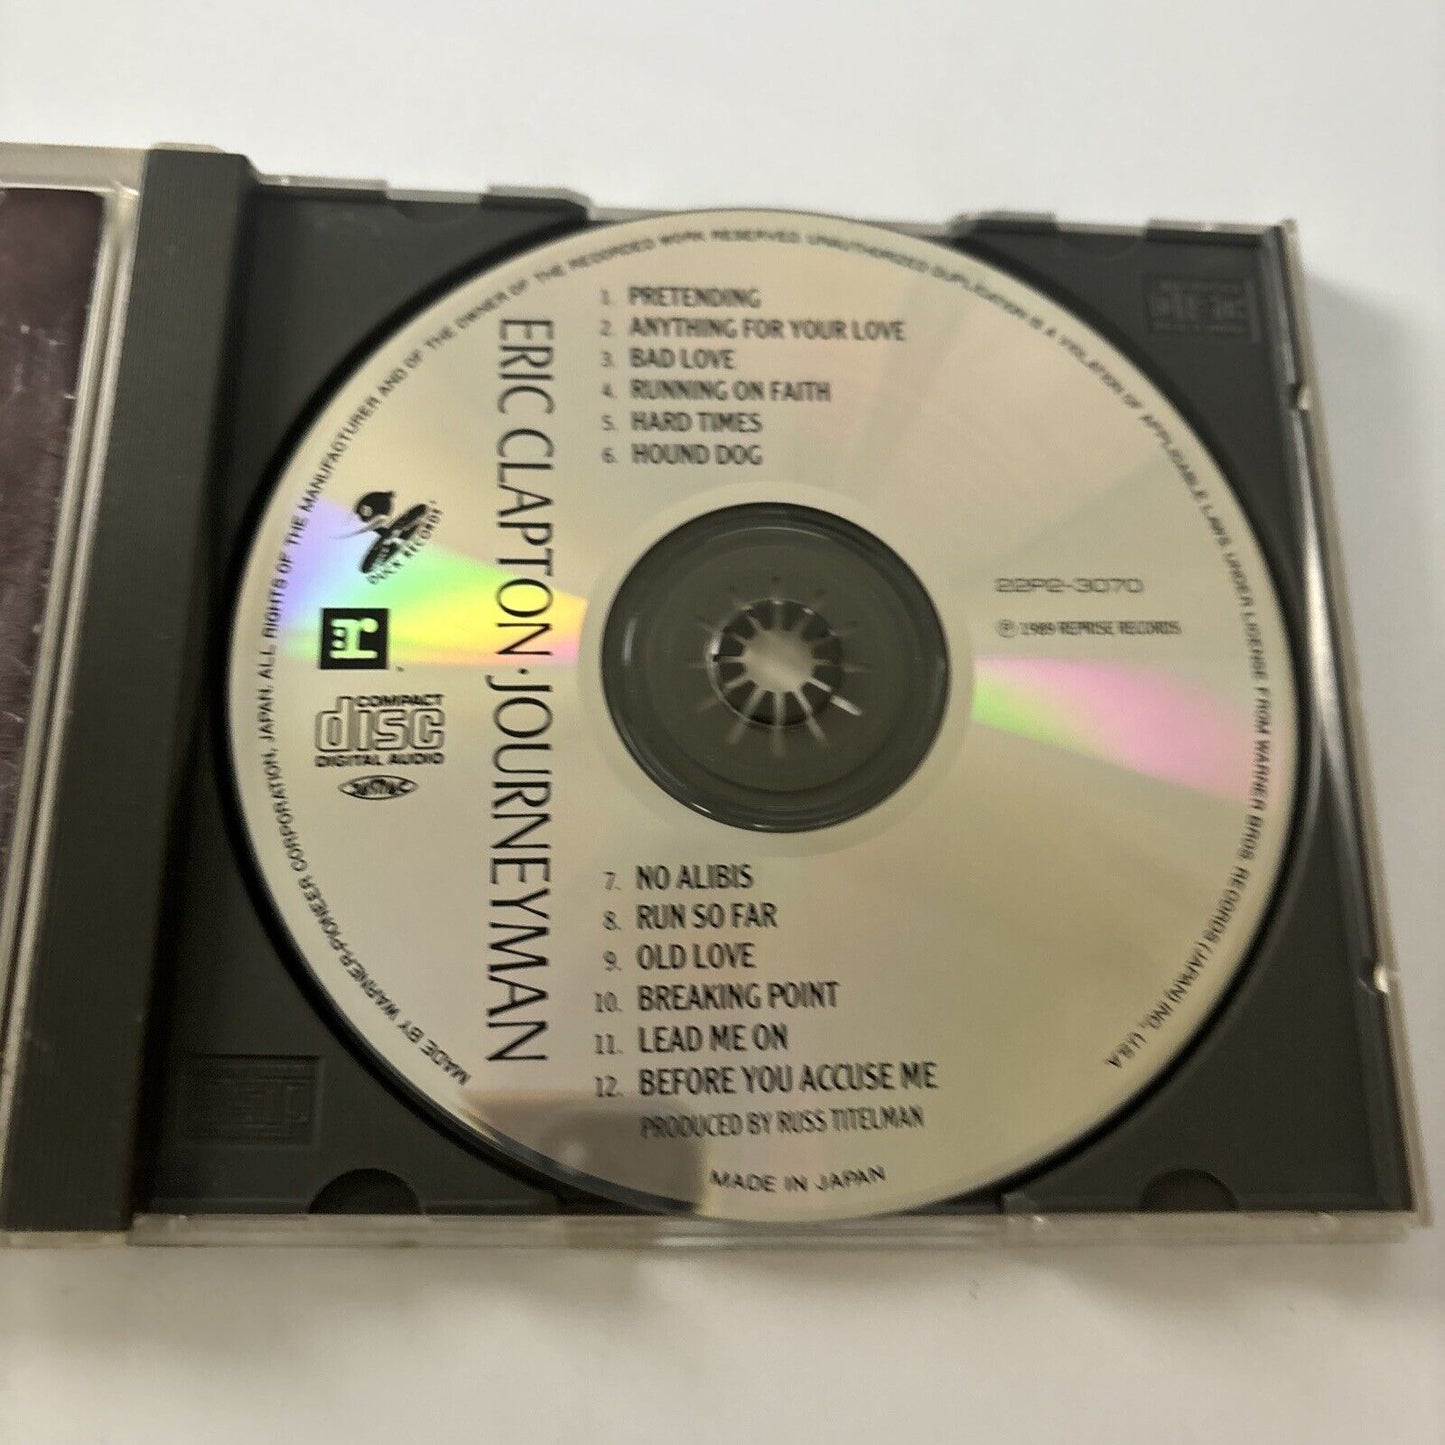 MADE BY WARNER-PIONEER CORPORATION, JAPAN. ALL RIGHTS OF THE MANUFACTURER AND OF THE OWNER OF THE RECORDED WORK RESERVED. UNAUTHORIZED DUPLICATION IS A VIOLATION OF APPLICABLE LAWS. UNDER LICENSE FROM WARNER BROS. RECORDS (JAPAN) INC., U.S.A.
ERIC CLAPTON · JOURNEYMAN
1. PRETENDING
2. ANYTHING FOR YOUR LOVE
3. BAD LOVE
4. RUNNING ON FAITH
5. HARD TIMES
6. HOUND DOG
DUCK RECORDS
r
COMPACT
disc
DIGITAL AUDIO
22P2-3070
℗ 1989 REPRISE RECORDS
7. NO ALIBIS
8. RUN SO FAR
9. OLD LOVE
10. BREAKING POINT
11. LEAD ME ON
12. BEFORE YOU ACCUSE ME
PRODUCED BY RUSS TITELMAN
MADE IN JAPAN